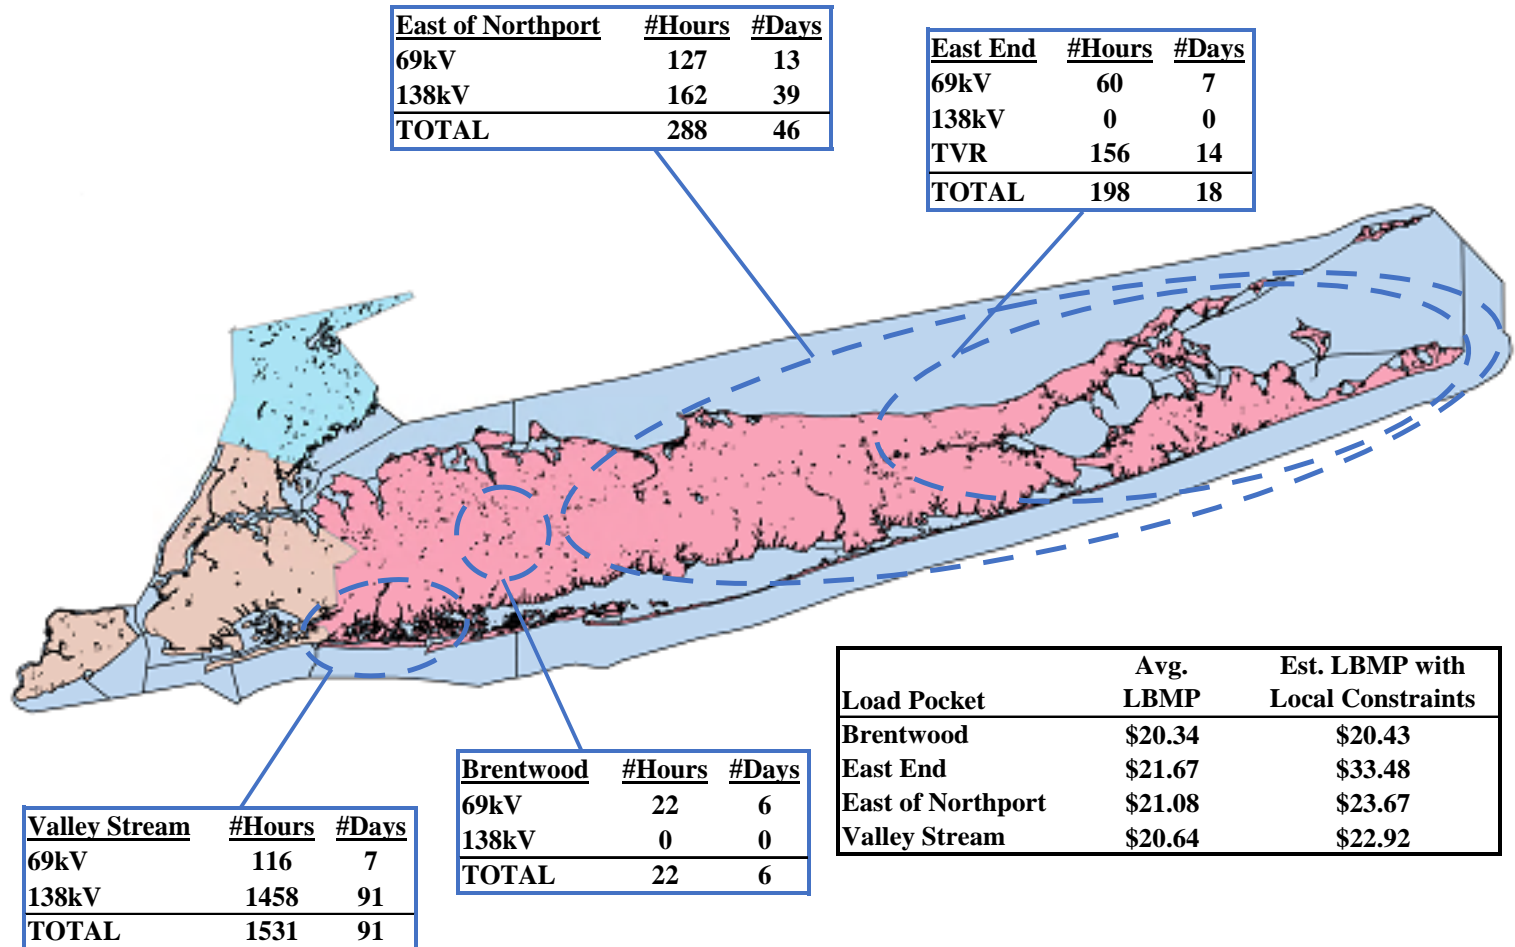 East of Northport #Hours #Days
69kV 127 13
138kV 162 39
TOTAL 288 46
East End #Hours #Days
69kV 60 7
138kV 0 0
TVR 156 14
TOTAL 198 18
Avg. Est. LBMP with
Load Pocket LBMP Local Constraints
Brentwood $20.34 $20.43
East End $21.67 $33.48
East of Northport $21.08 $23.67
Valley Stream $20.64 $22.92
Brentwood #Hours #Days
69kV 22 6
138kV 0 0
TOTAL 22 6
Valley Stream #Hours #Days
69kV 116 7
138kV 1458 91
TOTAL 1531 91